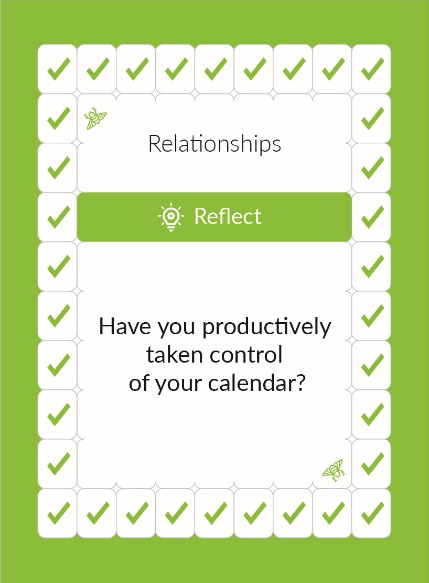 Relationships
Reflect
Have you productively
taken control
of your calendar?